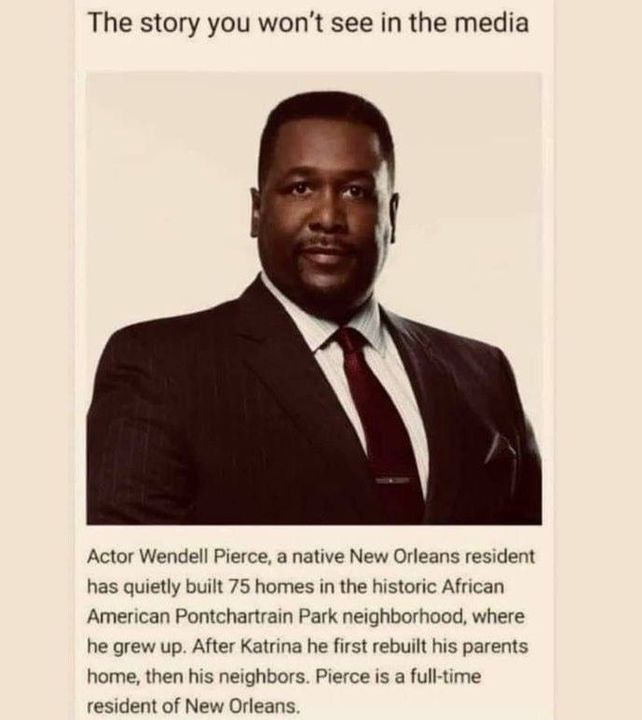 The story you won't see in the media
Actor Wendell Pierce, a native New Orleans resident
has quietly built 75 homes in the historic African
American Pontchartrain Park neighborhood, where
he grew up. After Katrina he first rebuilt his parents
home, then his neighbors. Pierce is a full-time
resident of New Orleans.